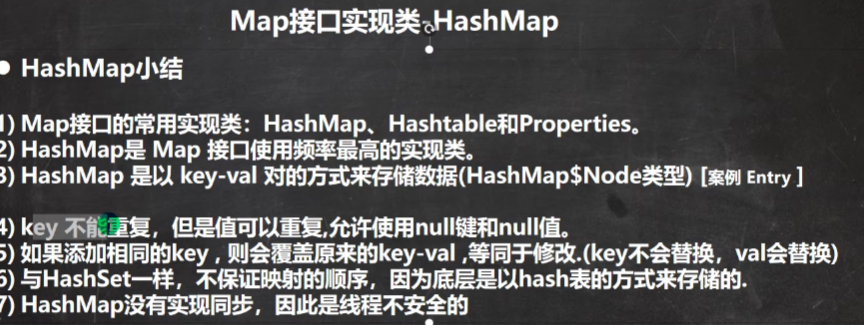 Map接口实现类-HashMap
HashMap小结
1) Map接口的常用实现类：HashMap、Hashtable和Properties。
2) HashMap是 Map 接口使用频率最高的实现类。
3) HashMap 是以 key-val 对的方式来存储数据(HashMap$Node类型) [案例 Entry ]
4) key 不能重复，但是值可以重复,允许使用null键和null值。
5) 如果添加相同的key , 则会覆盖原来的key-val ,等同于修改.(key不会替换，val会替换)
6) 与HashSet一样，不保证映射的顺序，因为底层是以hash表的方式来存储的.
7) HashMap没有实现同步，因此是线程不安全的